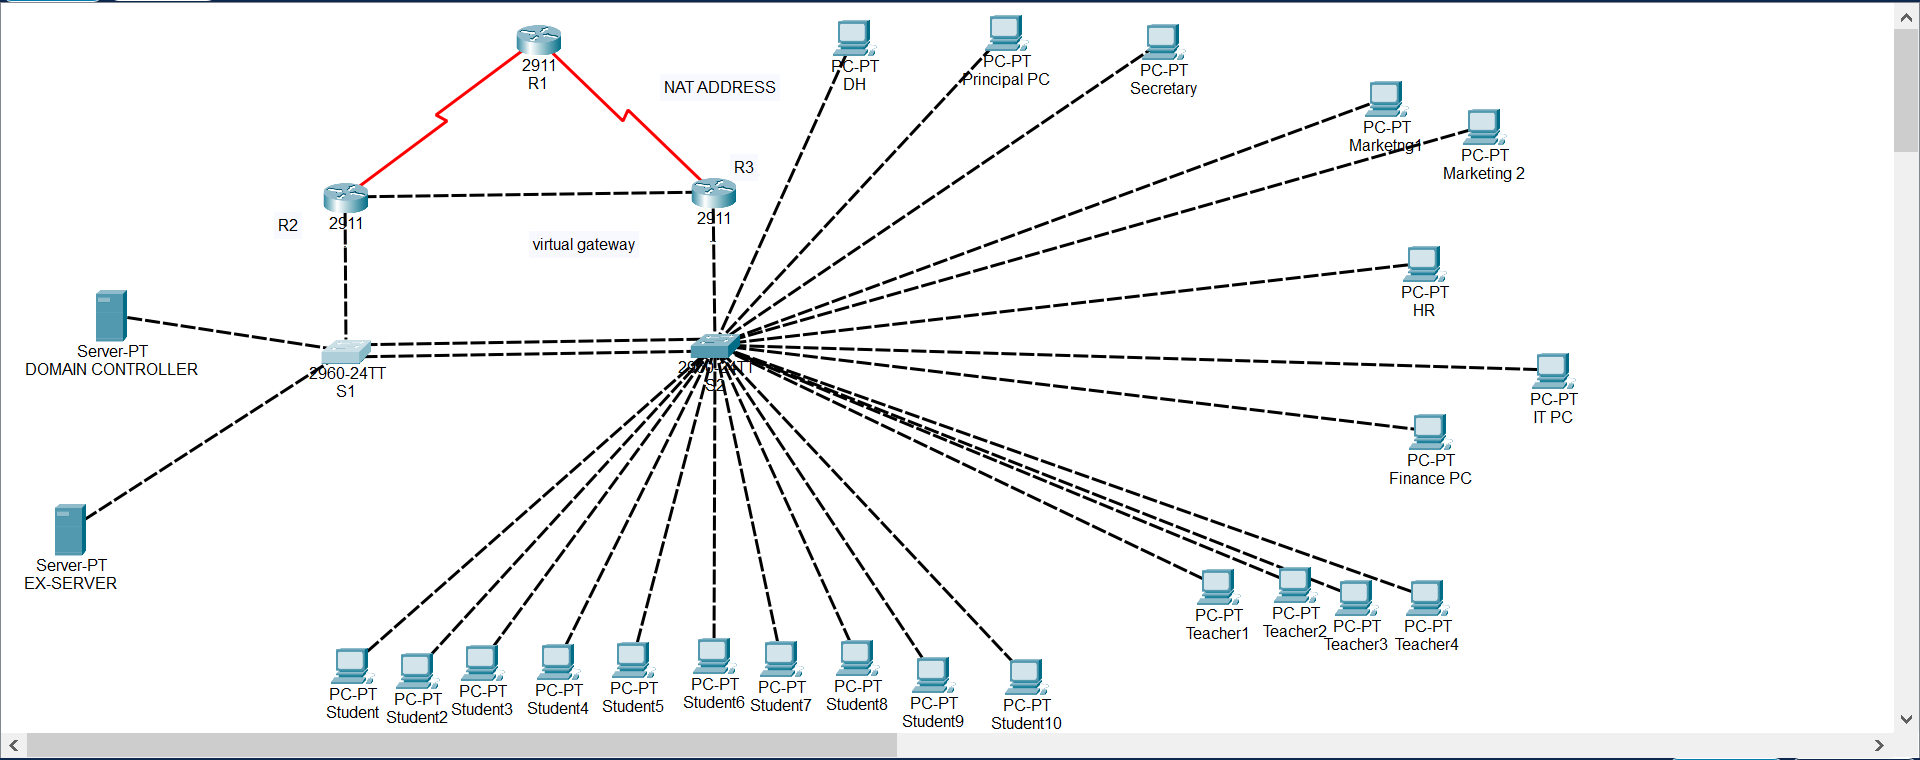 2911
R1
NAT ADDRESS
PC-PT
DH
PC-PT
Principal PC
PC-PT
Secretary
PC-PT
Marketng1
PC-PT
Marketing 2
R3
2911
R2
2911
virtual gateway
PC-PT
HR
Server-PT
DOMAIN CONTROLLER
2960-24TT
S1
2960-24TT
S2
PC-PT
IT PC
PC-PT
Finance PC
Server-PT
EX-SERVER
PC-PT
Teacher1
PC-PT
Teacher2
PC-PT
Teacher3
PC-PT
Teacher4
PC-PT
Student
PC-PT
Student2
PC-PT
Student3
PC-PT
Student4
PC-PT
Student5
PC-PT
Student6
PC-PT
Student7
PC-PT
Student8
PC-PT
Student9
PC-PT
Student10